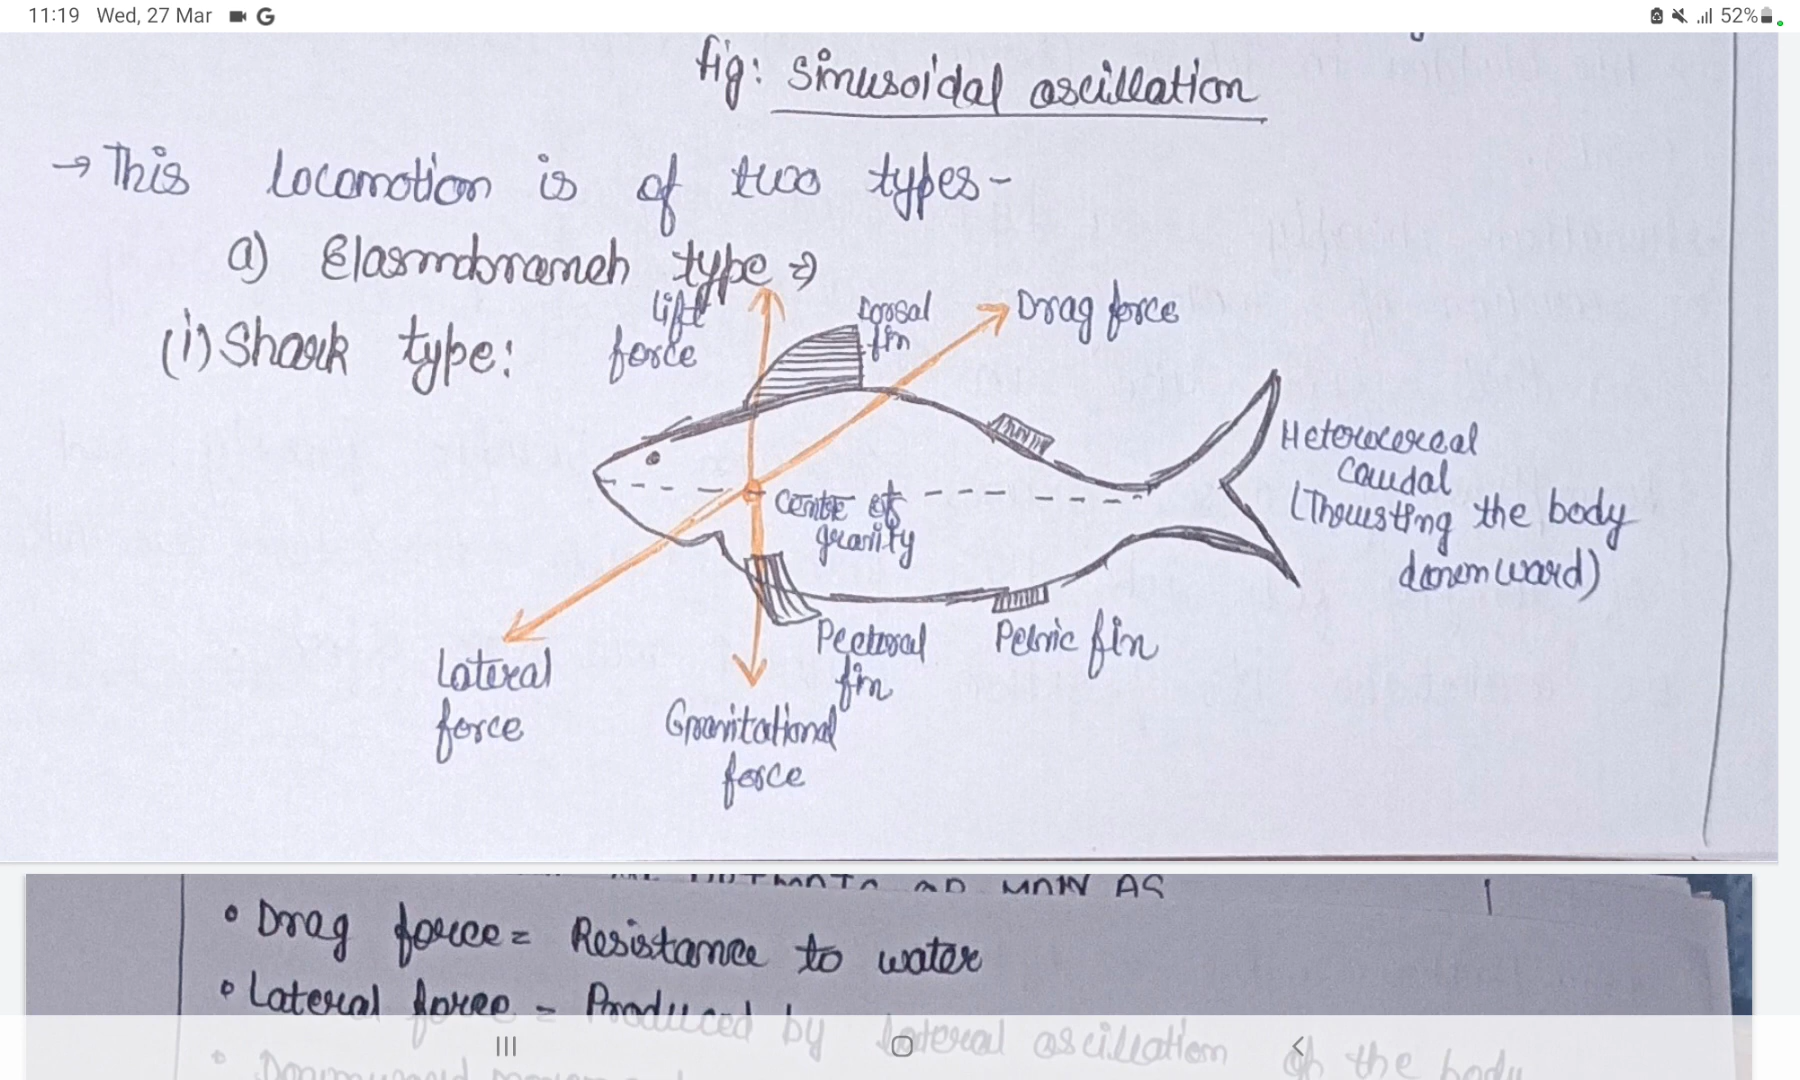 11:19 Wed, 27 Mar G 52%
fig: Sinusoidal oscillation
→ This locomotion is of two types-
a) Elasmobranch type ⇒
(i) Shark type:
Lift force
Dorsal fin
Drag force
Heterocercal
caudal
(Thrusting the body
downward)
Centre of
gravity
Pectoral
fin
Pelvic fin
Lateral
force
Gravitational
force
• Drag force = Resistance to water
• Lateral force = Produced by lateral oscillation of the body